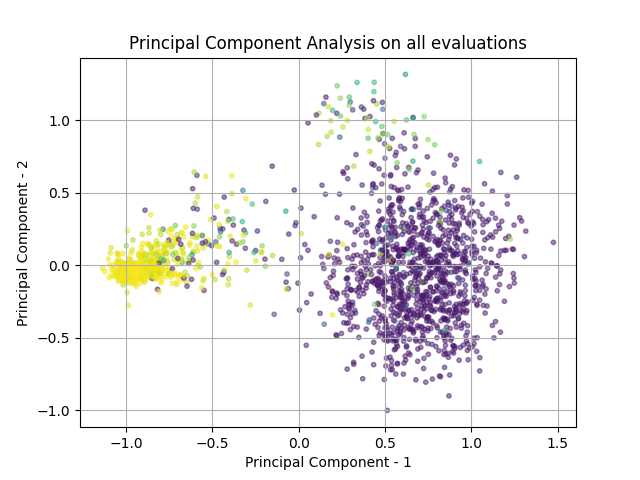 Principal Component Analysis on all evaluations
Principal Component - 2
1.0
0.5
0.0
−0.5
−1.0
−1.0 −0.5 0.0 0.5 1.0 1.5
Principal Component - 1